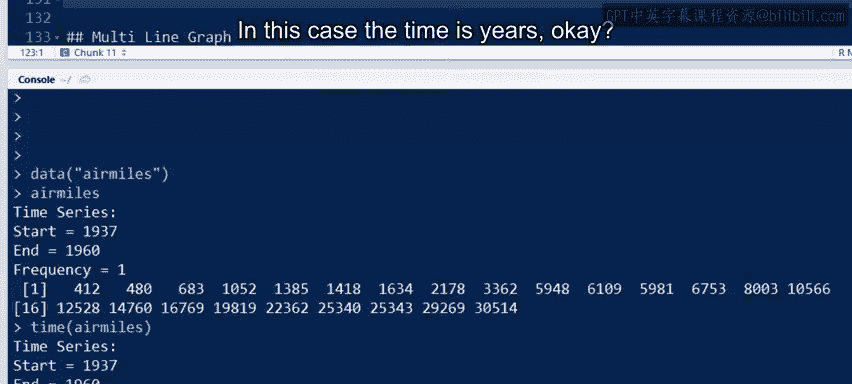 131
132
In this case the time is years, okay?
GPT中英字幕课程资源@bilibili.com
133 ## Multi Line Graph
123:1 Chunk 11
Console ~/
>
>
>
>
> data("airmiles")
> airmiles
Time Series:
Start = 1937
End = 1960
Frequency = 1
[1] 412 480 683 1052 1385 1418 1634 2178 3362 5948 6109 5981 6753 8003 10566
[16] 12528 14760 16769 19819 22362 25340 25343 29269 30514
> time(airmiles)
Time Series:
Start = 1937
End = 1960